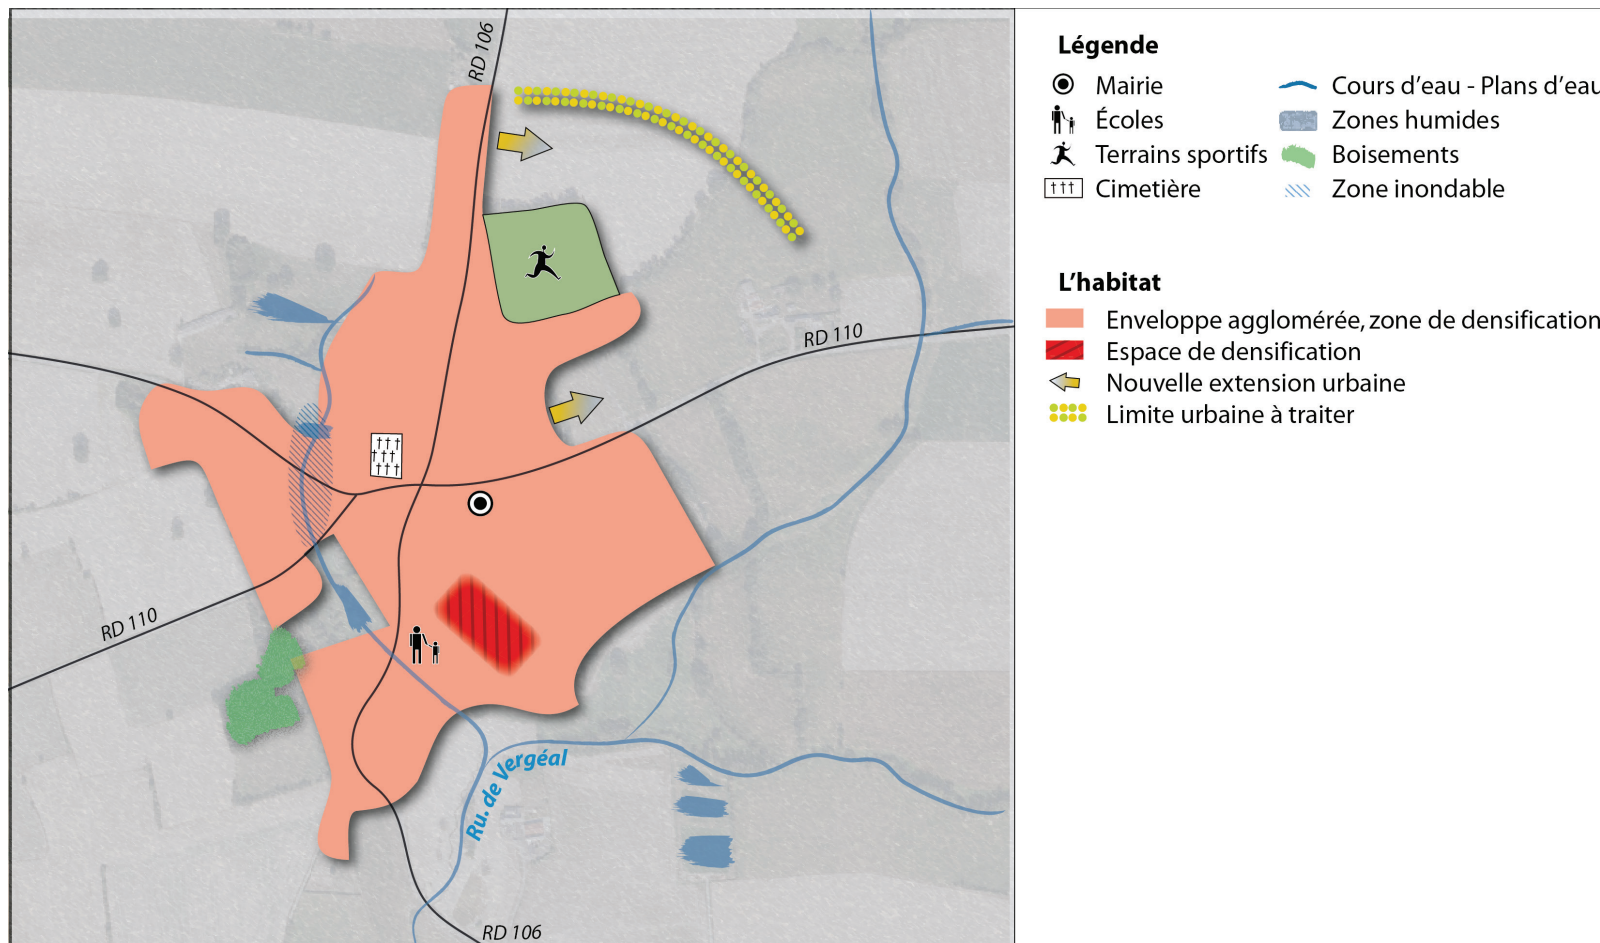 RD 106
RD 110
RD 110
Ru. de Vergéal
RD 106
Légende
Mairie
Écoles
Terrains sportifs
Cimetière
Cours d'eau - Plans d'eau
Zones humides
Boisements
Zone inondable
L'habitat
Enveloppe agglomérée, zone de densification
Espace de densification
Nouvelle extension urbaine
Limite urbaine à traiter